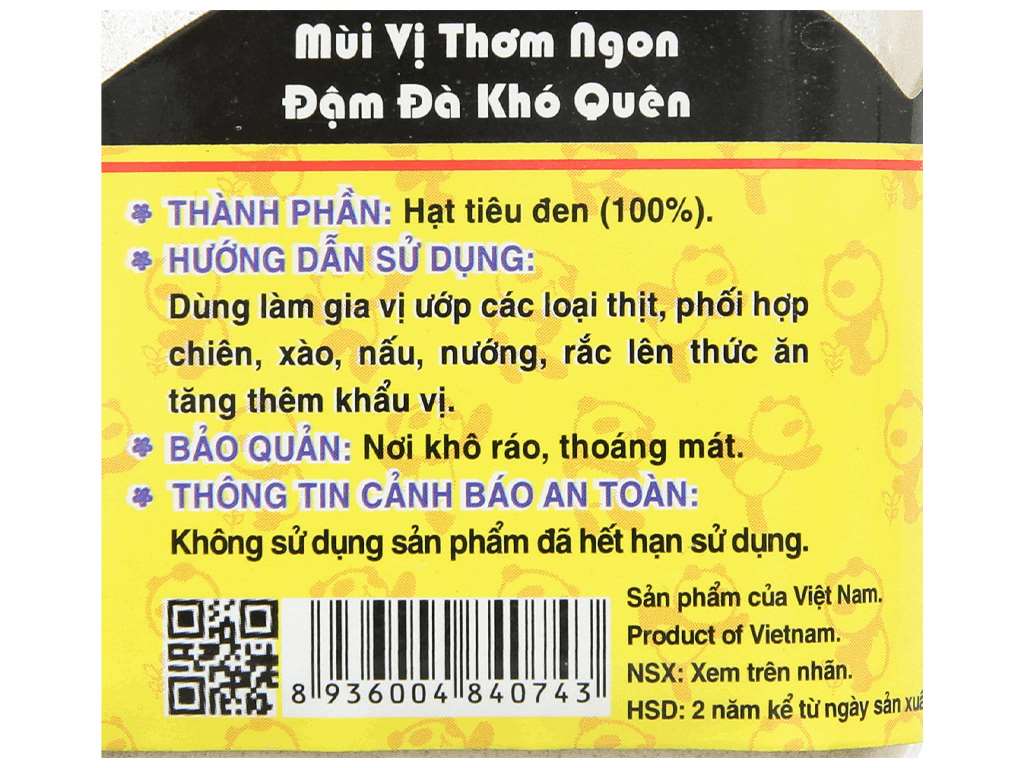 Mùi Vị Thơm Ngon
Đậm Đà Khó Quên
THÀNH PHẦN: Hạt tiêu đen (100%).
HƯỚNG DẪN SỬ DỤNG:
Dùng làm gia vị ướp các loại thịt, phối hợp
chiên, xào, nấu, nướng, rắc lên thức ăn
tăng thêm khẩu vị.
BẢO QUẢN: Nơi khô ráo, thoáng mát.
THÔNG TIN CẢNH BÁO AN TOÀN:
Không sử dụng sản phẩm đã hết hạn sử dụng.
Sản phẩm của Việt Nam.
Product of Vietnam.
NSX: Xem trên nhãn.
HSD: 2 năm kể từ ngày sản xuấ
8 936004 840743